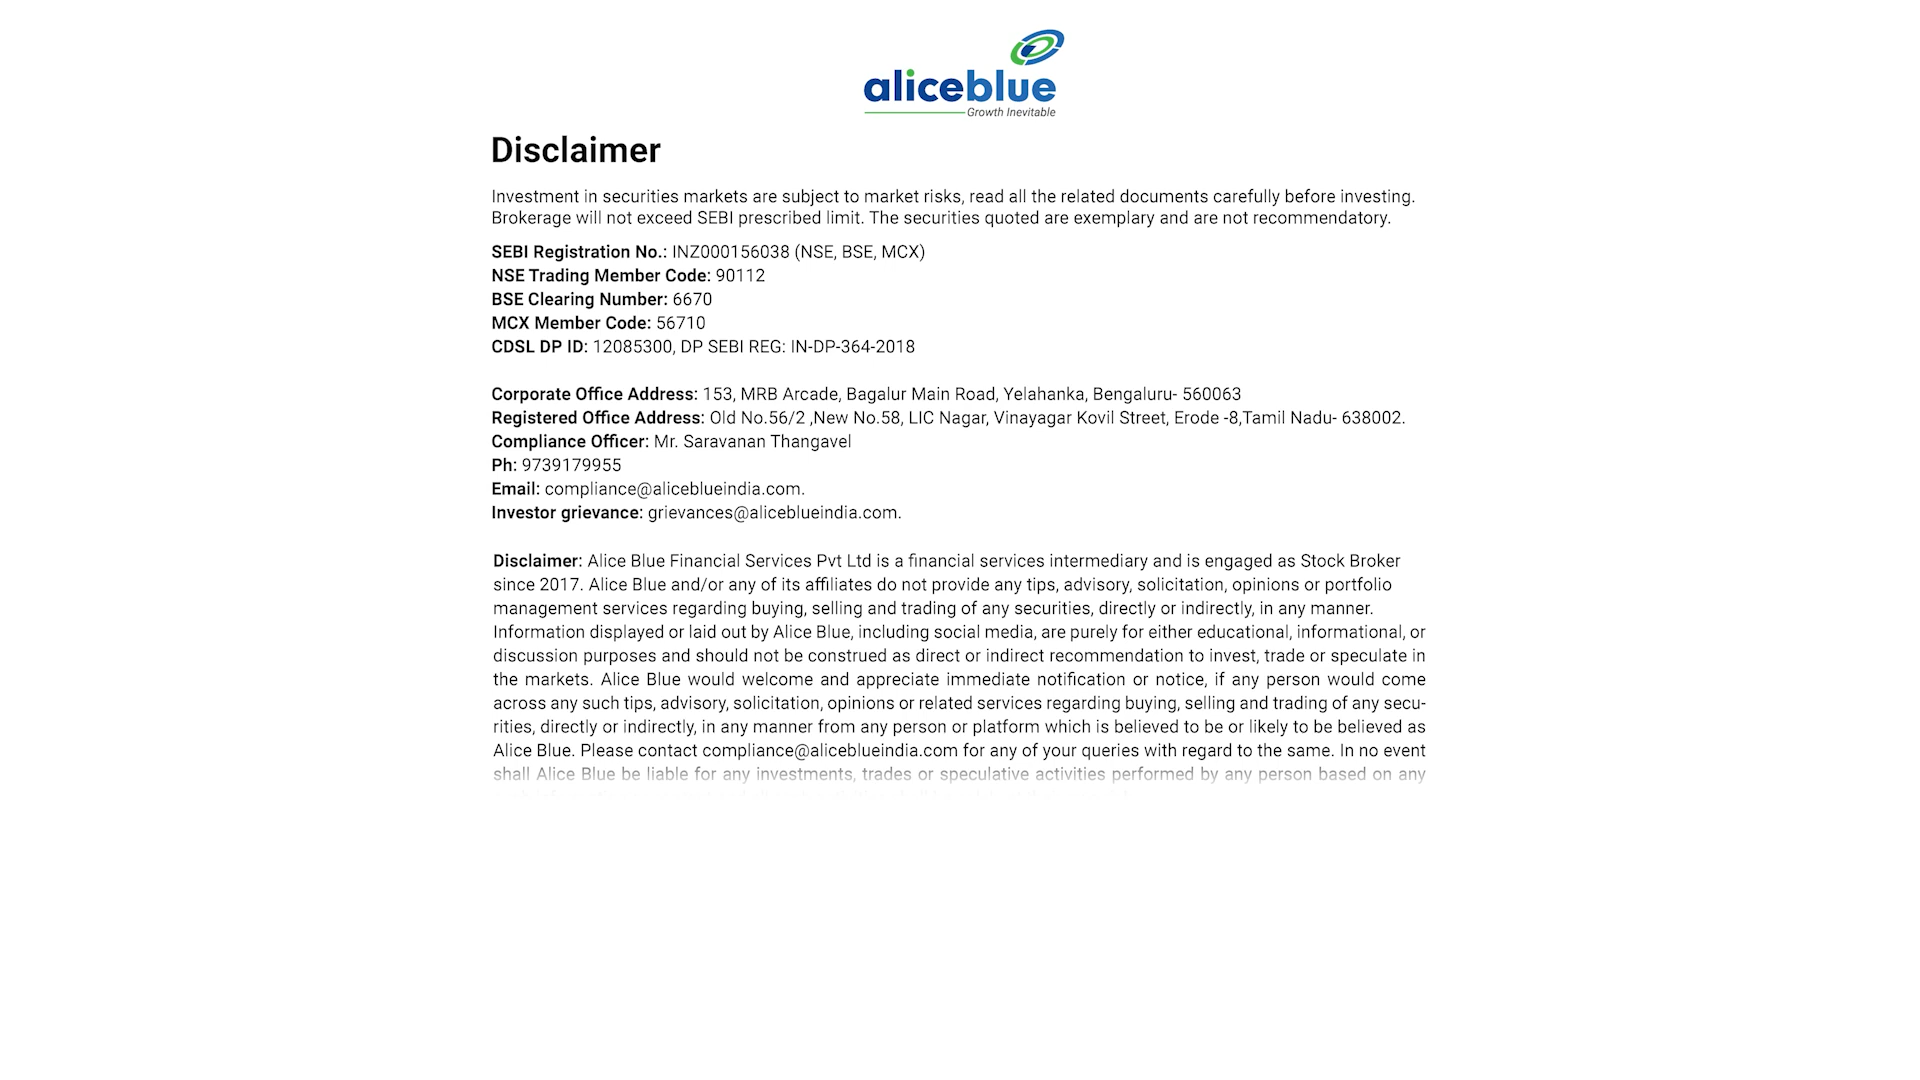 aliceblue
Growth Inevitable
Disclaimer
Investment in securities markets are subject to market risks, read all the related documents carefully before investing.
Brokerage will not exceed SEBI prescribed limit. The securities quoted are exemplary and are not recommendatory.
SEBI Registration No.: INZ000156038 (NSE, BSE, MCX)
NSE Trading Member Code: 90112
BSE Clearing Number: 6670
MCX Member Code: 56710
CDSL DP ID: 12085300, DP SEBI REG: IN-DP-364-2018
Corporate Office Address: 153, MRB Arcade, Bagalur Main Road, Yelahanka, Bengaluru- 560063
Registered Office Address: Old No.56/2 ,New No.58, LIC Nagar, Vinayagar Kovil Street, Erode -8,Tamil Nadu- 638002.
Compliance Officer: Mr. Saravanan Thangavel
Ph: 9739179955
Email: compliance@aliceblueindia.com.
Investor grievance: grievances@aliceblueindia.com.
Disclaimer: Alice Blue Financial Services Pvt Ltd is a financial services intermediary and is engaged as Stock Broker
since 2017. Alice Blue and/or any of its affiliates do not provide any tips, advisory, solicitation, opinions or portfolio
management services regarding buying, selling and trading of any securities, directly or indirectly, in any manner.
Information displayed or laid out by Alice Blue, including social media, are purely for either educational, informational, or
discussion purposes and should not be construed as direct or indirect recommendation to invest, trade or speculate in
the markets. Alice Blue would welcome and appreciate immediate notification or notice, if any person would come
across any such tips, advisory, solicitation, opinions or related services regarding buying, selling and trading of any secu-
rities, directly or indirectly, in any manner from any person or platform which is believed to be or likely to be believed as
Alice Blue. Please contact compliance@aliceblueindia.com for any of your queries with regard to the same. In no event
shall Alice Blue be liable for any investments, trades or speculative activities performed by any person based on any